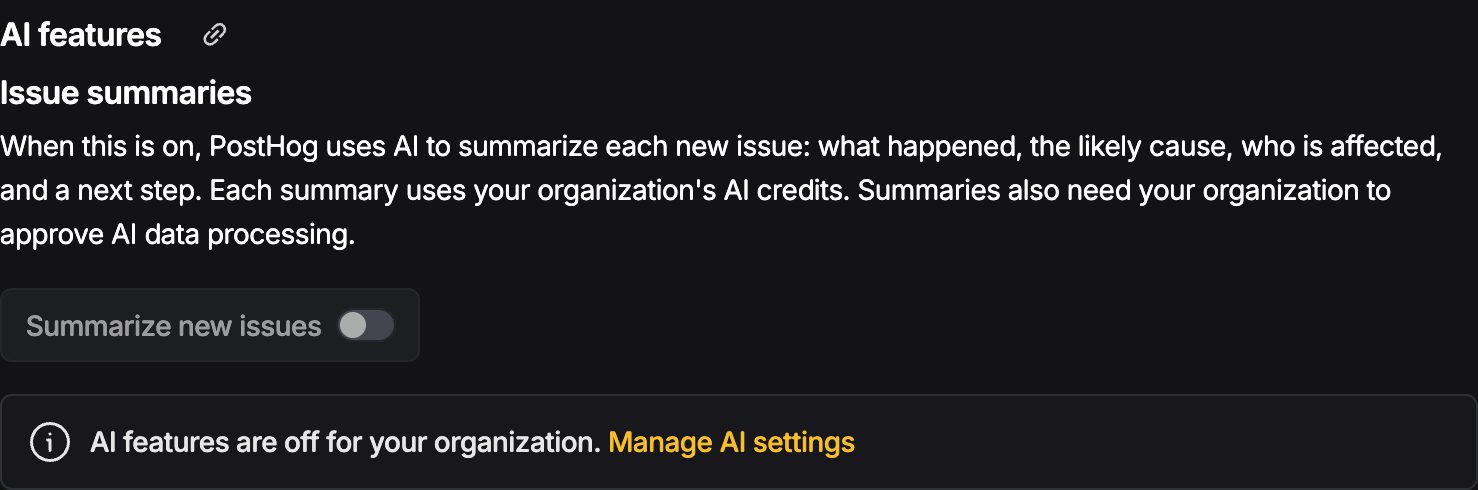 AI features
Issue summaries
When this is on, PostHog uses AI to summarize each new issue: what happened, the likely cause, who is affected,
and a next step. Each summary uses your organization's AI credits. Summaries also need your organization to
approve AI data processing.
Summarize new issues
AI features are off for your organization. Manage AI settings